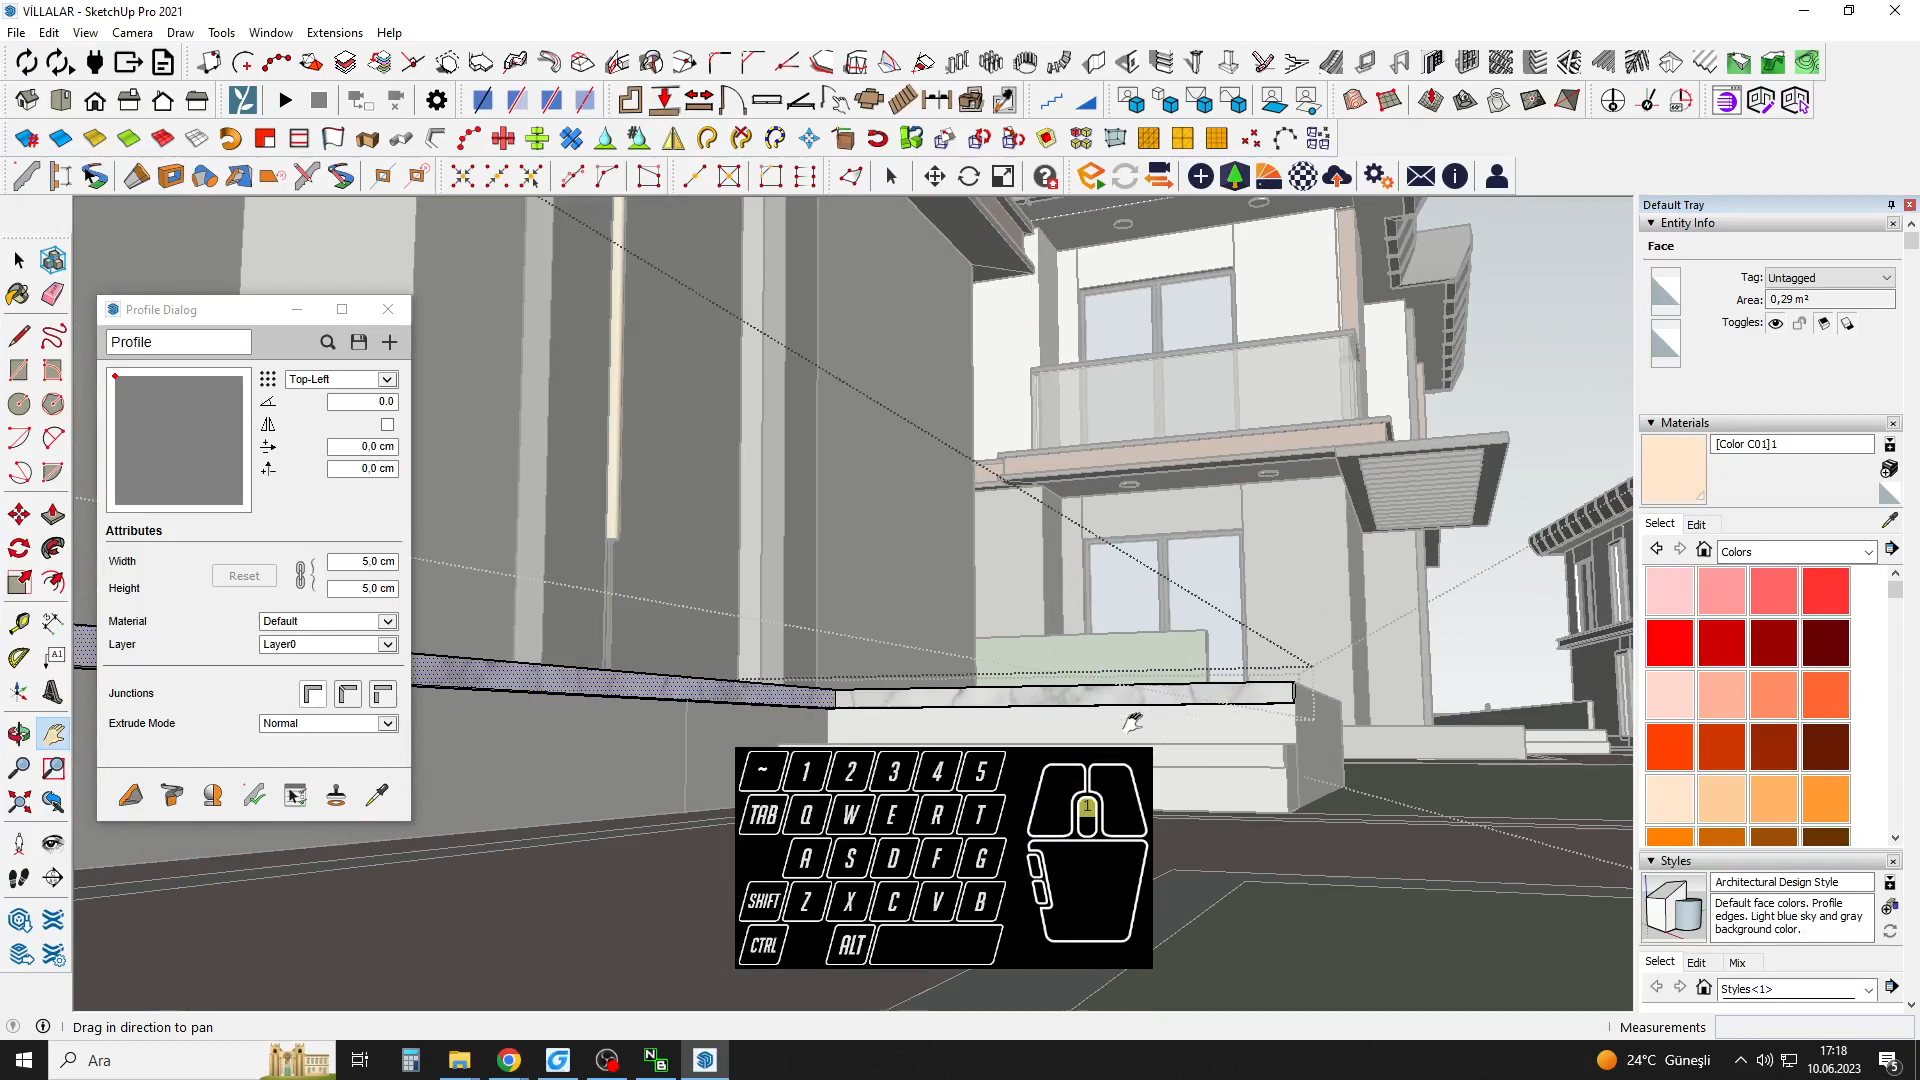 VİLLALAR - SketchUp Pro 2021
File Edit View Camera Draw Tools Window Extensions Help
Default Tray
Entity Info
Face
Tag: Untagged
Area: 0,29 m²
Toggles:
Profile Dialog
Profile
Top-Left
0.0
0,0 cm
0,0 cm
Attributes
Width 5,0 cm
Reset
Height 5,0 cm
Material Default
Layer Layer0
Junctions
Extrude Mode Normal
Materials
[Color C01]1
Select Edit
Colors
Styles
Architectural Design Style
Default face colors. Profile
edges. Light blue sky and gray
background color.
Select Edit Mix
Styles<1>
~ 1 2 3 4 5
TAB Q W E R T
A S D F G
SHIFT Z X C V B
CTRL ALT
1
A1
Drag in direction to pan
Measurements
Ara
24°C Güneşli
17:18
10.06.2023
5